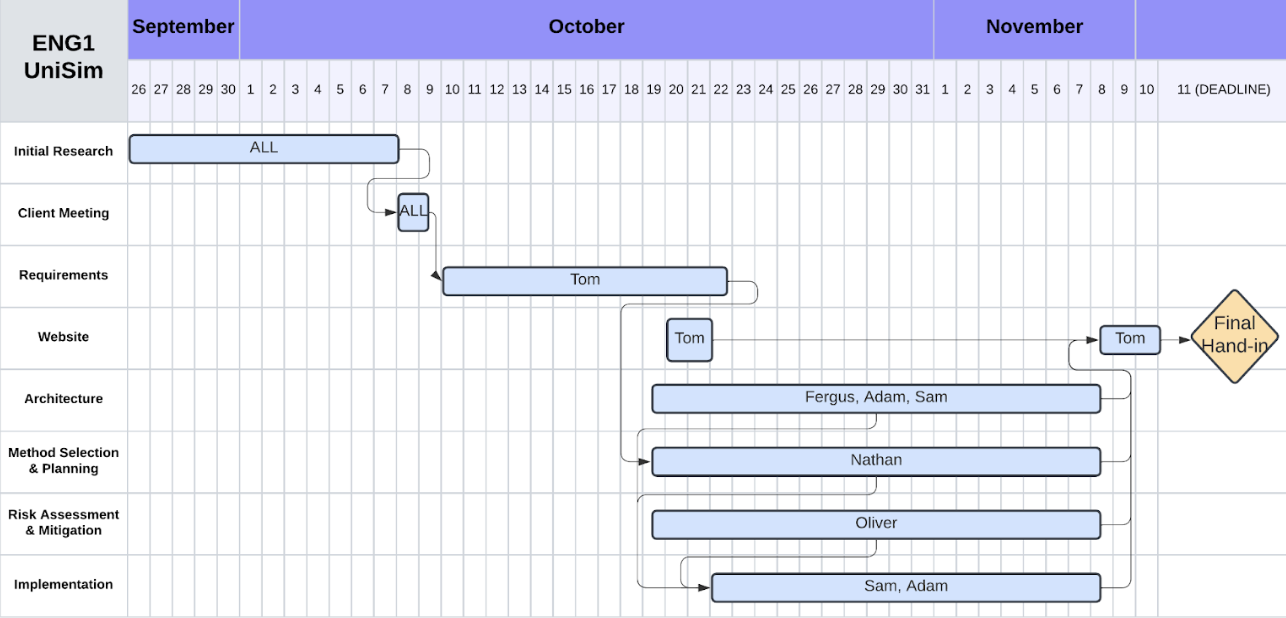 September October November
ENG1
UniSim
26 27 28 29 30 1 2 3 4 5 6 7 8 9 10 11 12 13 14 15 16 17 18 19 20 21 22 23 24 25 26 27 28 29 30 31 1 2 3 4 5 6 7 8 9 10 11 (DEADLINE)
Initial Research ALL
Client Meeting ALL
Requirements Tom
Website Tom Tom Final
Hand-in
Architecture Fergus, Adam, Sam
Method Selection
& Planning Nathan
Risk Assessment
& Mitigation Oliver
Implementation Sam, Adam